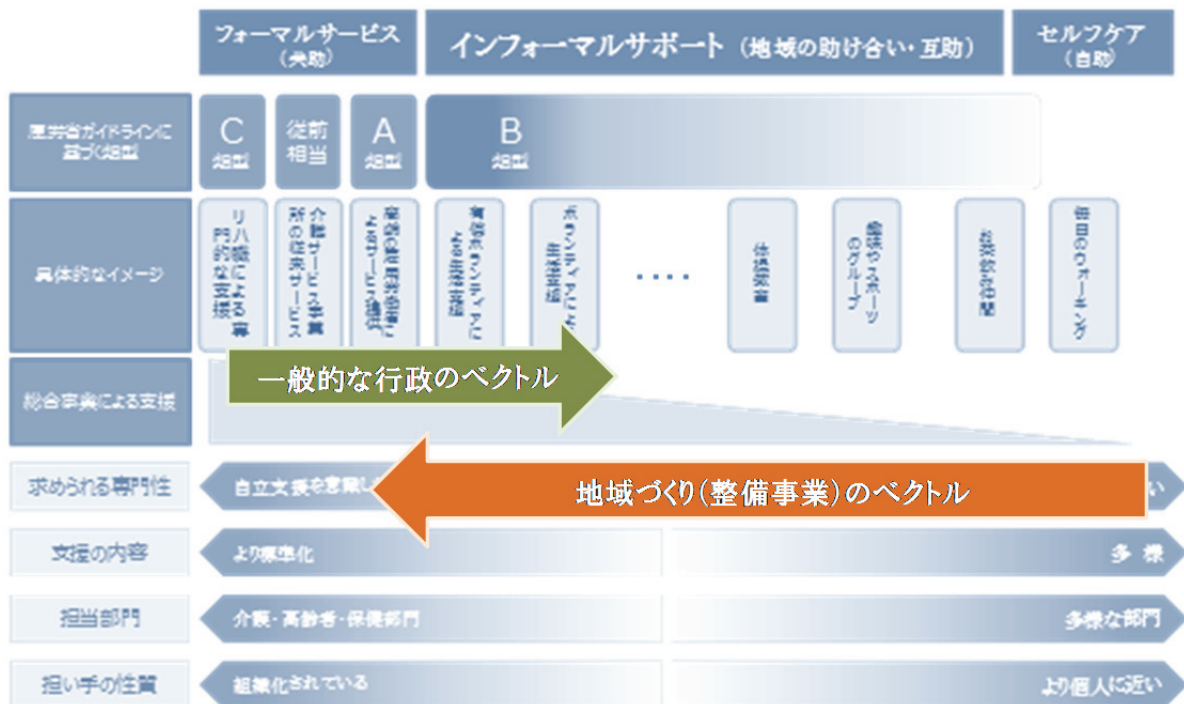 フォーマルサービス
(共助)
インフォーマルサポート (地域の助け合い・互助)
セルフケア
(自助)
厚労省ガイドラインに
基づく類型
C
類型
従前
相当
A
類型
B
類型
具体的なイメージ
リハ職による専
門的な支援
介護サービス事業
所の従来サービス
有償ボランティアに
よる生活支援
ボランティアによる
生活支援
・・・・
体操教室
趣味やスポーツ
のグループ
お茶飲み仲間
毎日のウォーキング
一般的な行政のベクトル
総合事業による支援
求められる専門性
自立支援を意識し
地域づくり(整備事業)のベクトル
い
支援の内容
より標準化
多様
担当部門
介護・高齢者・保健部門
多様な部門
担い手の性質
組織化されている
より個人に近い